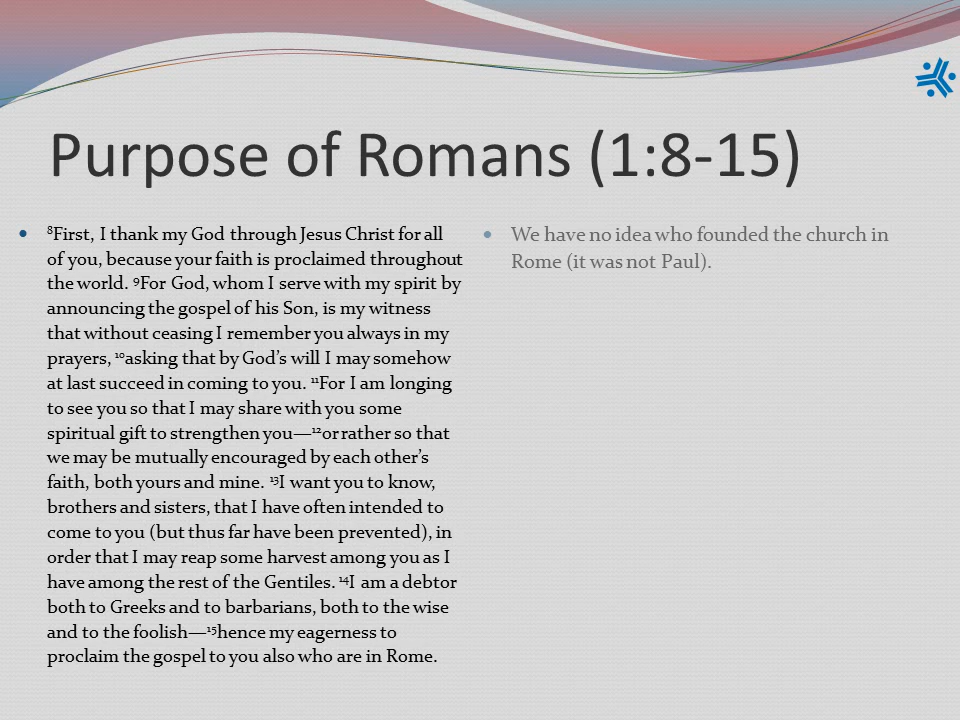 Purpose of Romans (1:8-15)
• ⁸First, I thank my God through Jesus Christ for all
of you, because your faith is proclaimed throughout
the world. ⁹For God, whom I serve with my spirit by
announcing the gospel of his Son, is my witness
that without ceasing I remember you always in my
prayers, ¹⁰asking that by God’s will I may somehow
at last succeed in coming to you. ¹¹For I am longing
to see you so that I may share with you some
spiritual gift to strengthen you—¹²or rather so that
we may be mutually encouraged by each other’s
faith, both yours and mine. ¹³I want you to know,
brothers and sisters, that I have often intended to
come to you (but thus far have been prevented), in
order that I may reap some harvest among you as I
have among the rest of the Gentiles. ¹⁴I am a debtor
both to Greeks and to barbarians, both to the wise
and to the foolish—¹⁵hence my eagerness to
proclaim the gospel to you also who are in Rome.
• We have no idea who founded the church in
Rome (it was not Paul).